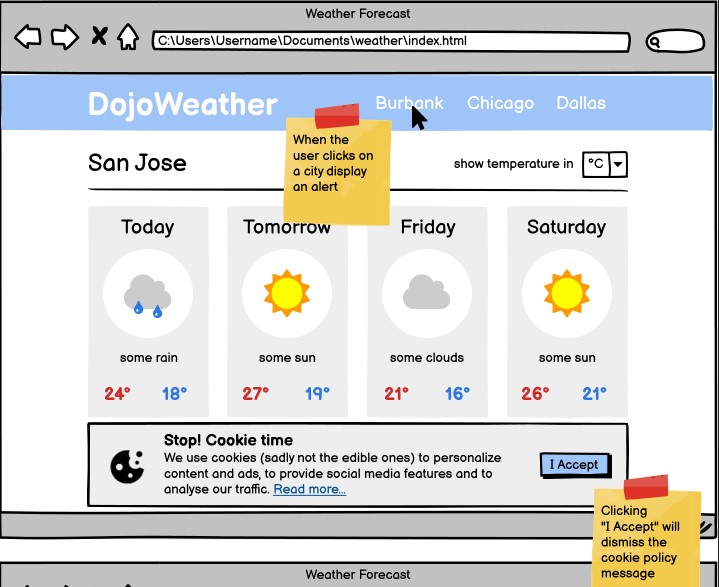 Weather Forecast
C:\Users\Username\Documents\weather\index.html
DojoWeather
Burbank Chicago Dallas
When the
user clicks on
a city display
an alert
San Jose
show temperature in °C
Today Tomorrow Friday Saturday
some rain some sun some clouds some sun
24° 18° 27° 19° 21° 16° 26° 21°
Stop! Cookie time
We use cookies (sadly not the edible ones) to personalize
content and ads, to provide social media features and to
analyse our traffic. Read more...
I Accept
Clicking
"I Accept" will
dismiss the
cookie policy
message
Weather Forecast